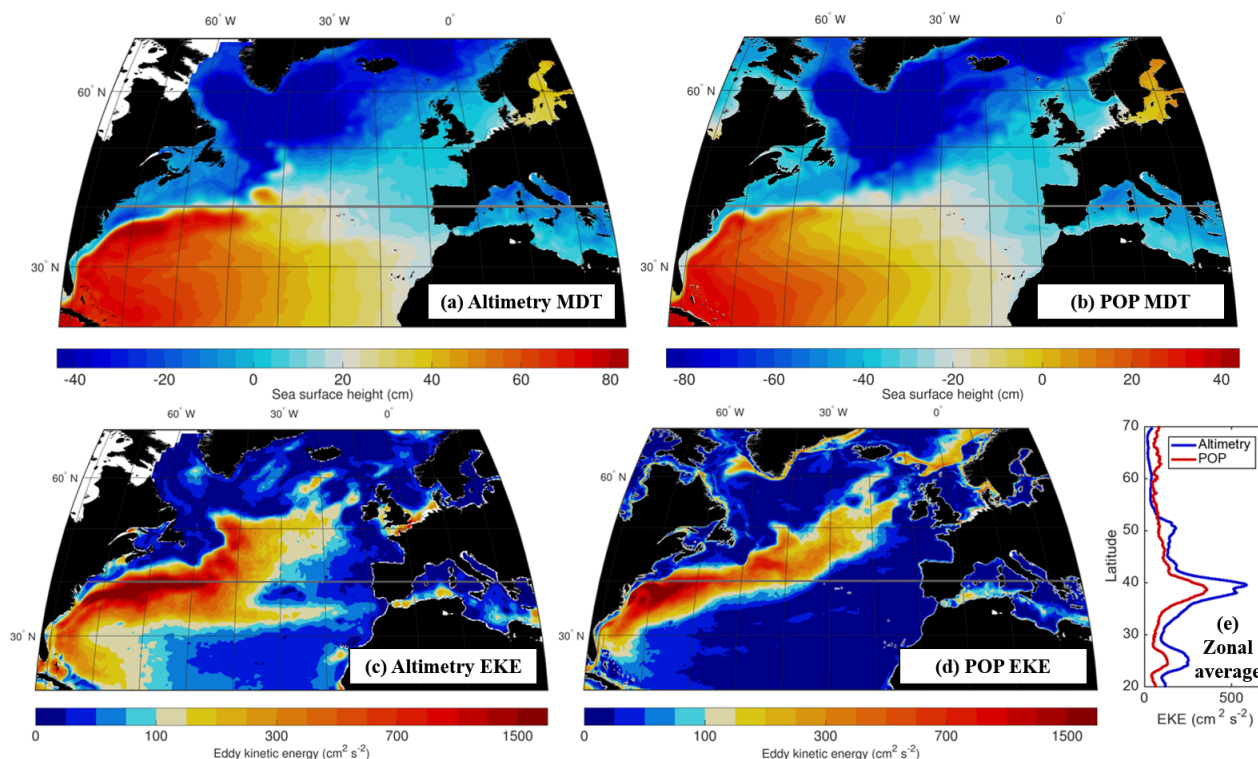 60°W 30°W 0° 60°W 30°W 0°
60°N 60°N
30°N 30°N
(a) Altimetry MDT (b) POP MDT
-40 -20 0 20 40 60 80 -80 -60 -40 -20 0 20 40
Sea surface height (cm) Sea surface height (cm)
60°W 30°W 0° 60°W 30°W 0°
60°N 60°N
30°N 30°N
(c) Altimetry EKE (d) POP EKE
0 100 300 700 1500 0 100 300 700 1500
Eddy kinetic energy (cm² s⁻²) Eddy kinetic energy (cm² s⁻²)
70
60
50
40
30
20
Latitude
Altimetry
POP
(e)
Zonal
average
0 500
EKE (cm² s⁻²)